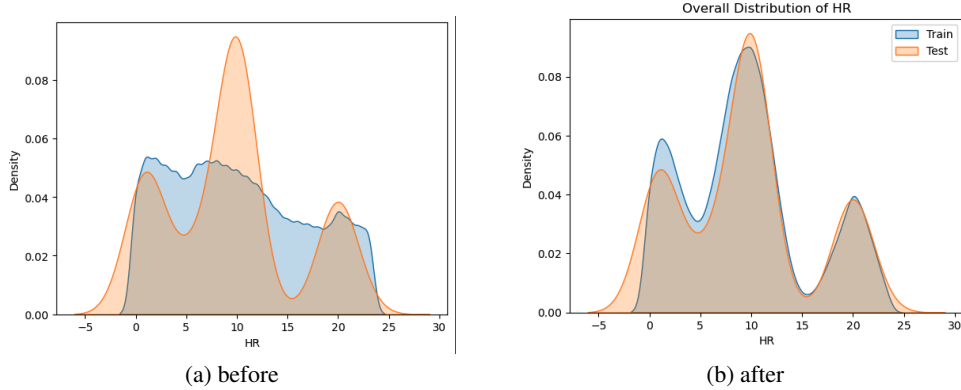 Overall Distribution of HR
Train
Test
0.08
0.06
0.04
0.02
0.00
Density
−5 0 5 10 15 20 25 30
HR
(a) before
0.08
0.06
0.04
0.02
0.00
Density
−5 0 5 10 15 20 25 30
HR
(b) after